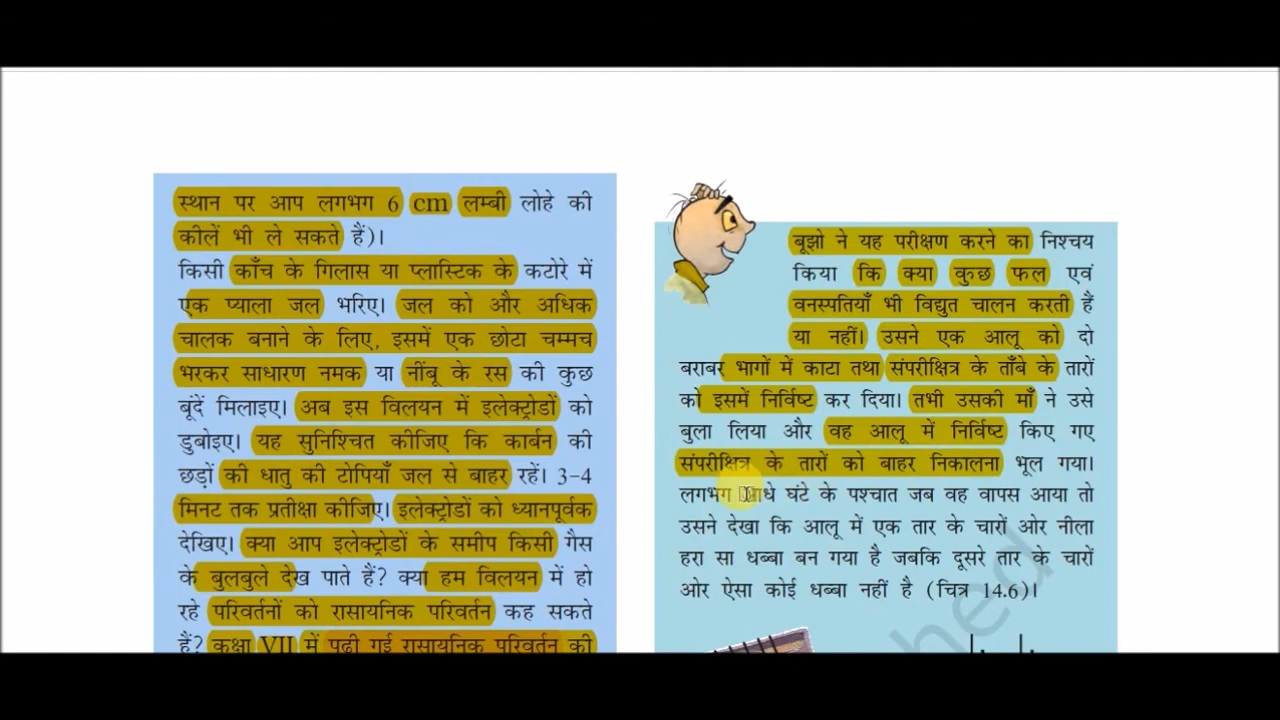 स्थान पर आप लगभग 6 cm लम्बी लोहे की
कीलें भी ले सकते हैं)।
किसी काँच के गिलास या प्लास्टिक के कटोरे में
एक प्याला जल भरिए। जल को और अधिक
चालक बनाने के लिए, इसमें एक छोटा चम्मच
भरकर साधारण नमक या नींबू के रस की कुछ
बूंदें मिलाइए। अब इस विलयन में इलेक्ट्रोडों को
डुबोइए। यह सुनिश्चित कीजिए कि कार्बन की
छड़ों की धातु की टोपियाँ जल से बाहर रहें। 3-4
मिनट तक प्रतीक्षा कीजिए। इलेक्ट्रोडों को ध्यानपूर्वक
देखिए। क्या आप इलेक्ट्रोडों के समीप किसी गैस
के बुलबुले देख पाते हैं? क्या हम विलयन में हो
रहे परिवर्तनों को रासायनिक परिवर्तन कह सकते
हैं? कक्षा VII में पढ़ी गई रासायनिक परिवर्तन की
बूझो ने यह परीक्षण करने का निश्चय
किया कि क्या कुछ फल एवं
वनस्पतियाँ भी विद्युत चालन करती हैं
या नहीं। उसने एक आलू को दो
बराबर भागों में काटा तथा संपरीक्षित्र के ताँबे के तारों
को इसमें निर्विष्ट कर दिया। तभी उसकी माँ ने उसे
बुला लिया और वह आलू में निर्विष्ट किए गए
संपरीक्षित्र के तारों को बाहर निकालना भूल गया।
लगभग आधे घंटे के पश्चात जब वह वापस आया तो
उसने देखा कि आलू में एक तार के चारों ओर नीला
हरा सा धब्बा बन गया है जबकि दूसरे तार के चारों
ओर ऐसा कोई धब्बा नहीं है (चित्र 14.6)।
hed